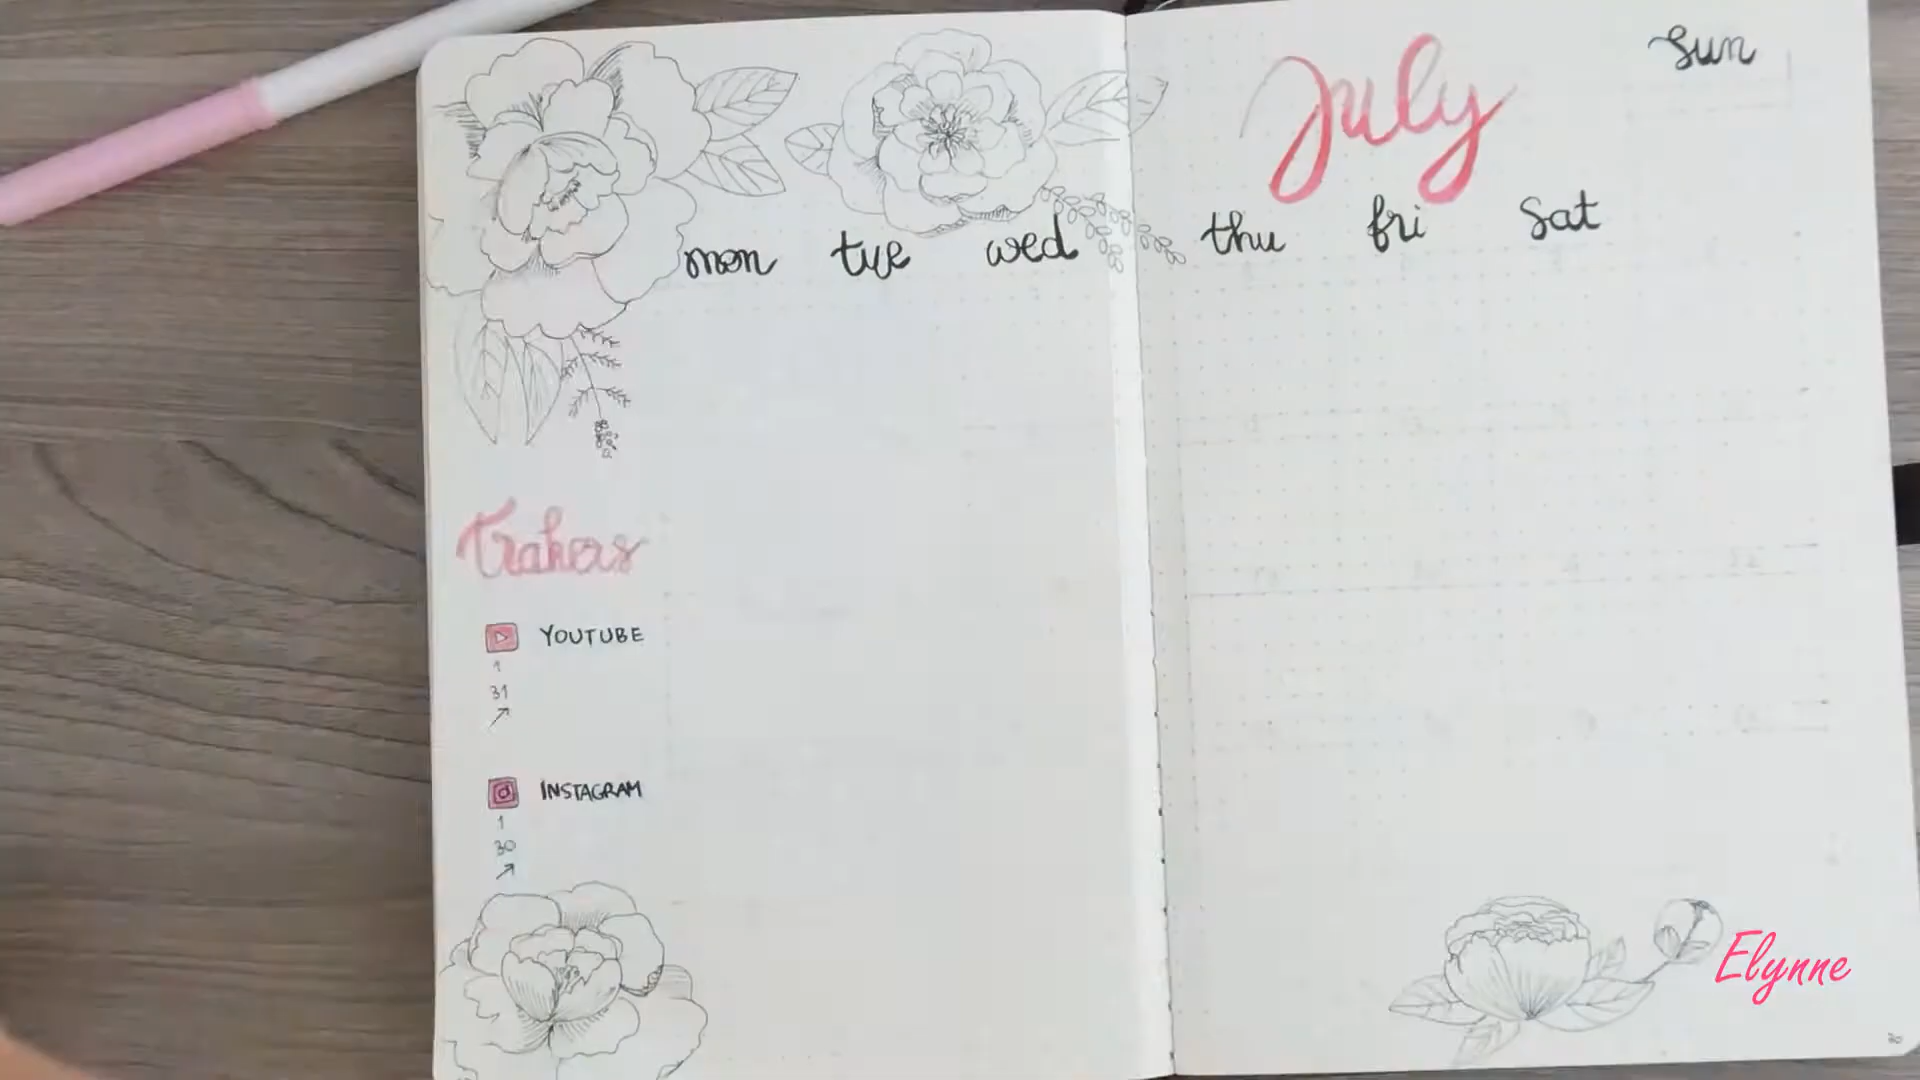 July
sun
mon tue wed thu fri sat
Trakers
YOUTUBE
1
31
INSTAGRAM
1
30
Elynne